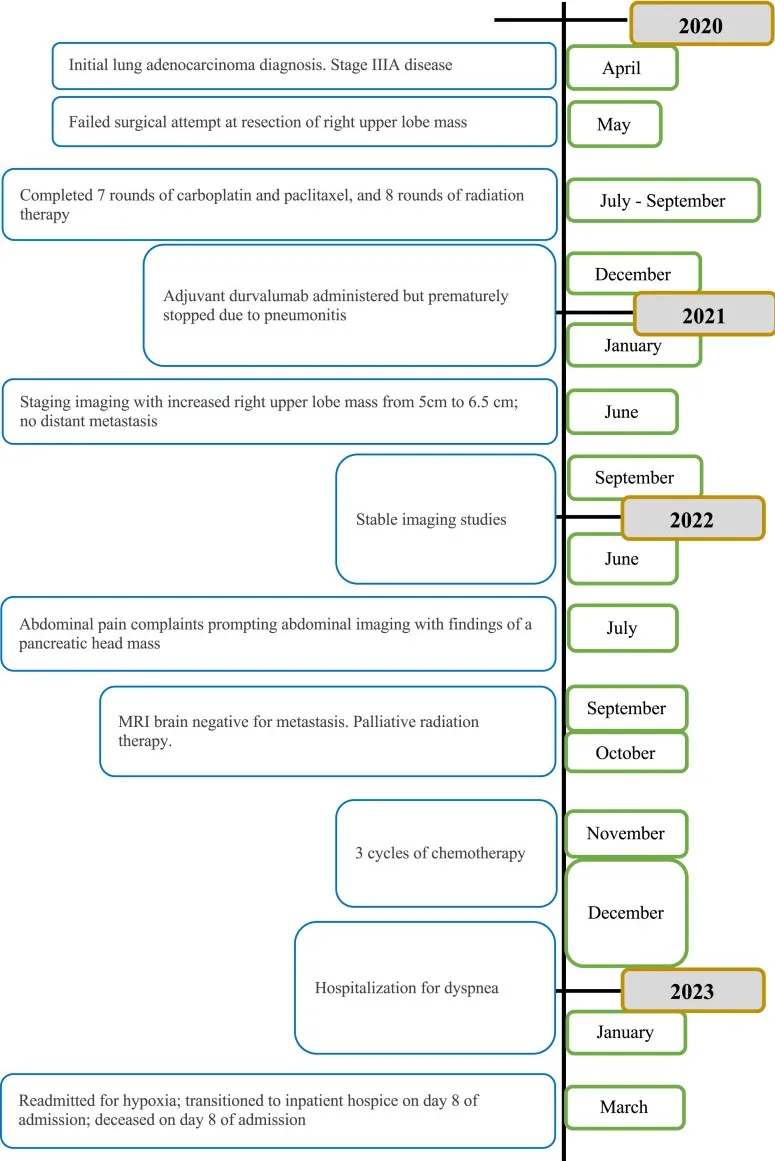 2020
Initial lung adenocarcinoma diagnosis. Stage IIIA disease
April
Failed surgical attempt at resection of right upper lobe mass
May
Completed 7 rounds of carboplatin and paclitaxel, and 8 rounds of radiation
therapy
July - September
December
Adjuvant durvalumab administered but prematurely
stopped due to pneumonitis
2021
January
Staging imaging with increased right upper lobe mass from 5cm to 6.5 cm;
no distant metastasis
June
September
Stable imaging studies
2022
June
Abdominal pain complaints prompting abdominal imaging with findings of a
pancreatic head mass
July
September
MRI brain negative for metastasis. Palliative radiation
therapy.
October
November
3 cycles of chemotherapy
December
Hospitalization for dyspnea
2023
January
Readmitted for hypoxia; transitioned to inpatient hospice on day 8 of
admission; deceased on day 8 of admission
March